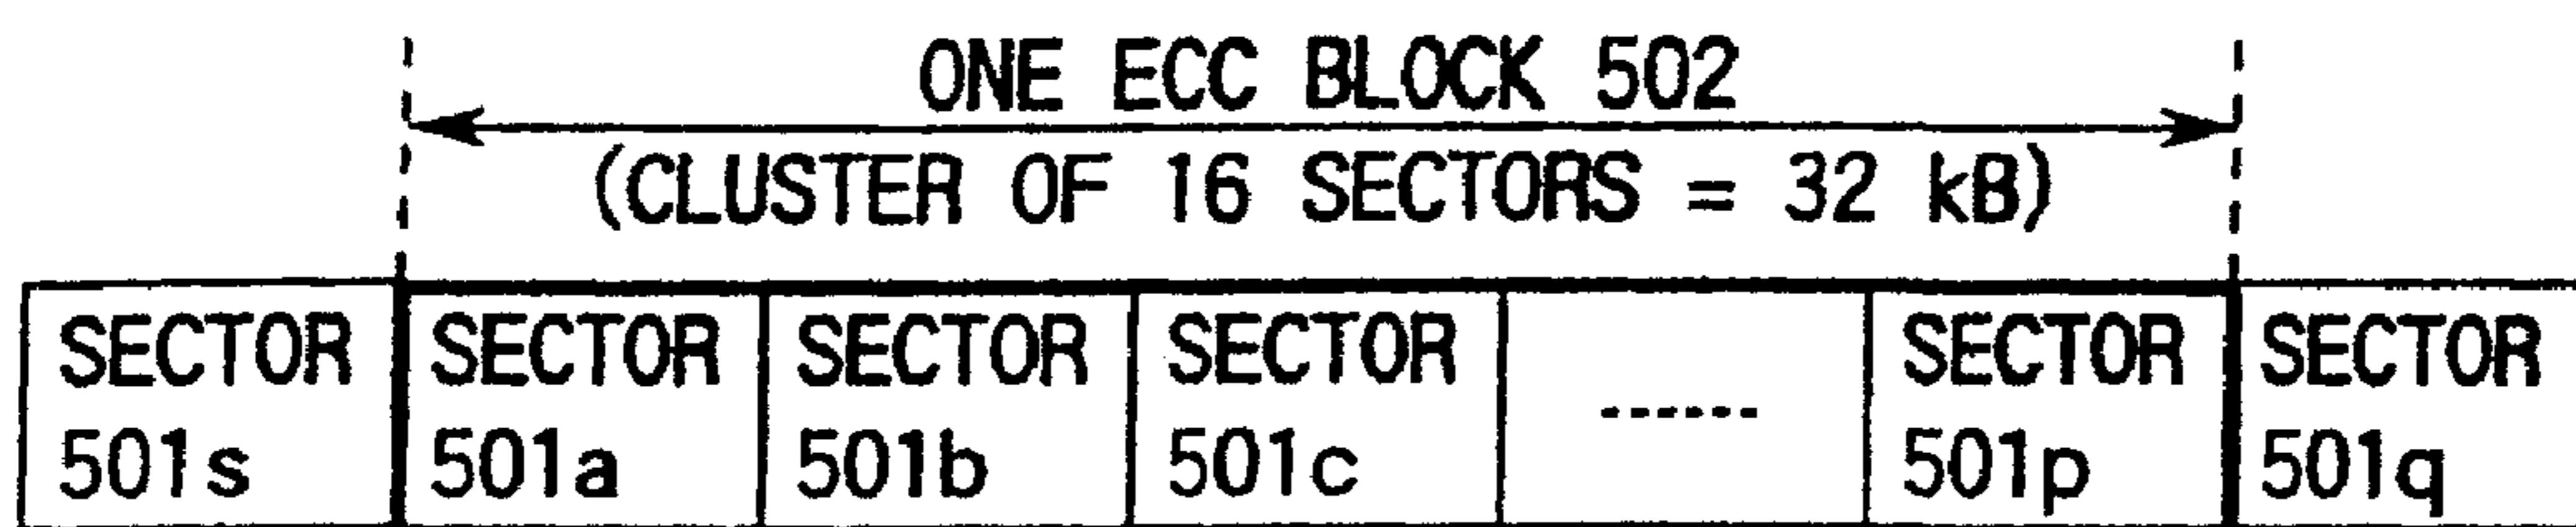 ONE ECC BLOCK 502
(CLUSTER OF 16 SECTORS = 32 kB)
SECTOR SECTOR SECTOR SECTOR ------ SECTOR SECTOR
501s 501a 501b 501c 501p 501q